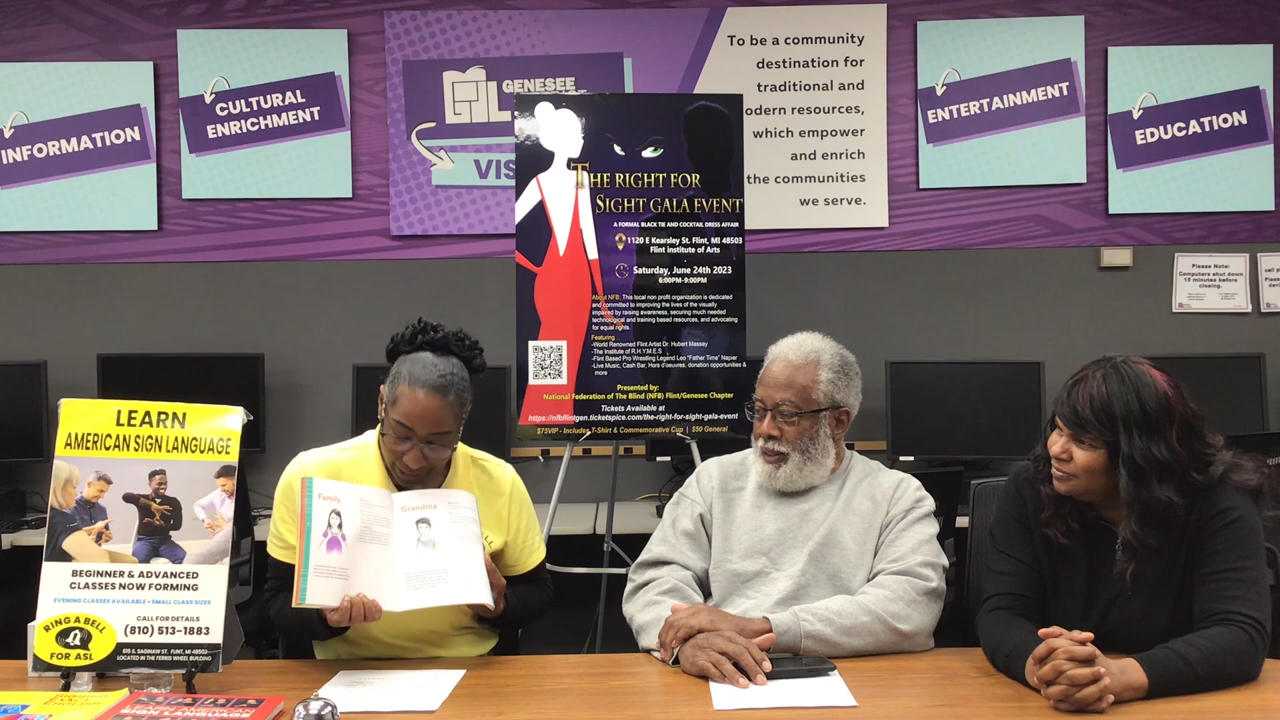 INFORMATION
CULTURAL
ENRICHMENT
GENESEE
VIS
To be a community
destination for
traditional and
odern resources,
which empower
and enrich
the communities
we serve.
ENTERTAINMENT
EDUCATION
Please Note:
Computers shut down
15 minutes before
closing.
THE RIGHT FOR
SIGHT GALA EVENT
A FORMAL BLACK TIE AND COCKTAIL DRESS AFFAIR
1120 E Kearsley St. Flint, MI 48503
Flint institute of Arts
Saturday, June 24th 2023
6:00PM-9:00PM
About NFB: This local non profit organization is dedicated
and committed to improving the lives of the visually
impaired by raising awareness, securing much needed
technological and training based resources, and advocating
for equal rights.
Featuring
-World Renowned Flint Artist Dr. Hubert Massey
-The Institute of R.H.Y.M.E.S
-Flint Based Pro Wrestling Legend Leo "Father Time" Napier
-Live Music, Cash Bar, Hors d'oeuvres, donation opportunities &
more
Presented by:
National Federation of The Blind (NFB) Flint/Genesee Chapter
Tickets Available at
https://nfbflintgen.ticketspice.com/the-right-for-sight-gala-event
$75VIP - Includes T-Shirt & Commemorative Cup | $50 General
LEARN
AMERICAN SIGN LANGUAGE
BEGINNER & ADVANCED
CLASSES NOW FORMING
EVENING CLASSES AVAILABLE • SMALL CLASS SIZES
CALL FOR DETAILS
(810) 513-1883
RING A BELL
FOR ASL
615 S. SAGINAW ST. FLINT, MI 48502
LOCATED IN THE FERRIS WHEEL BUILDING
Family
Grandma
EXACT
ENGLISH
LEARN AMERICAN
SIGN LANGUAGE